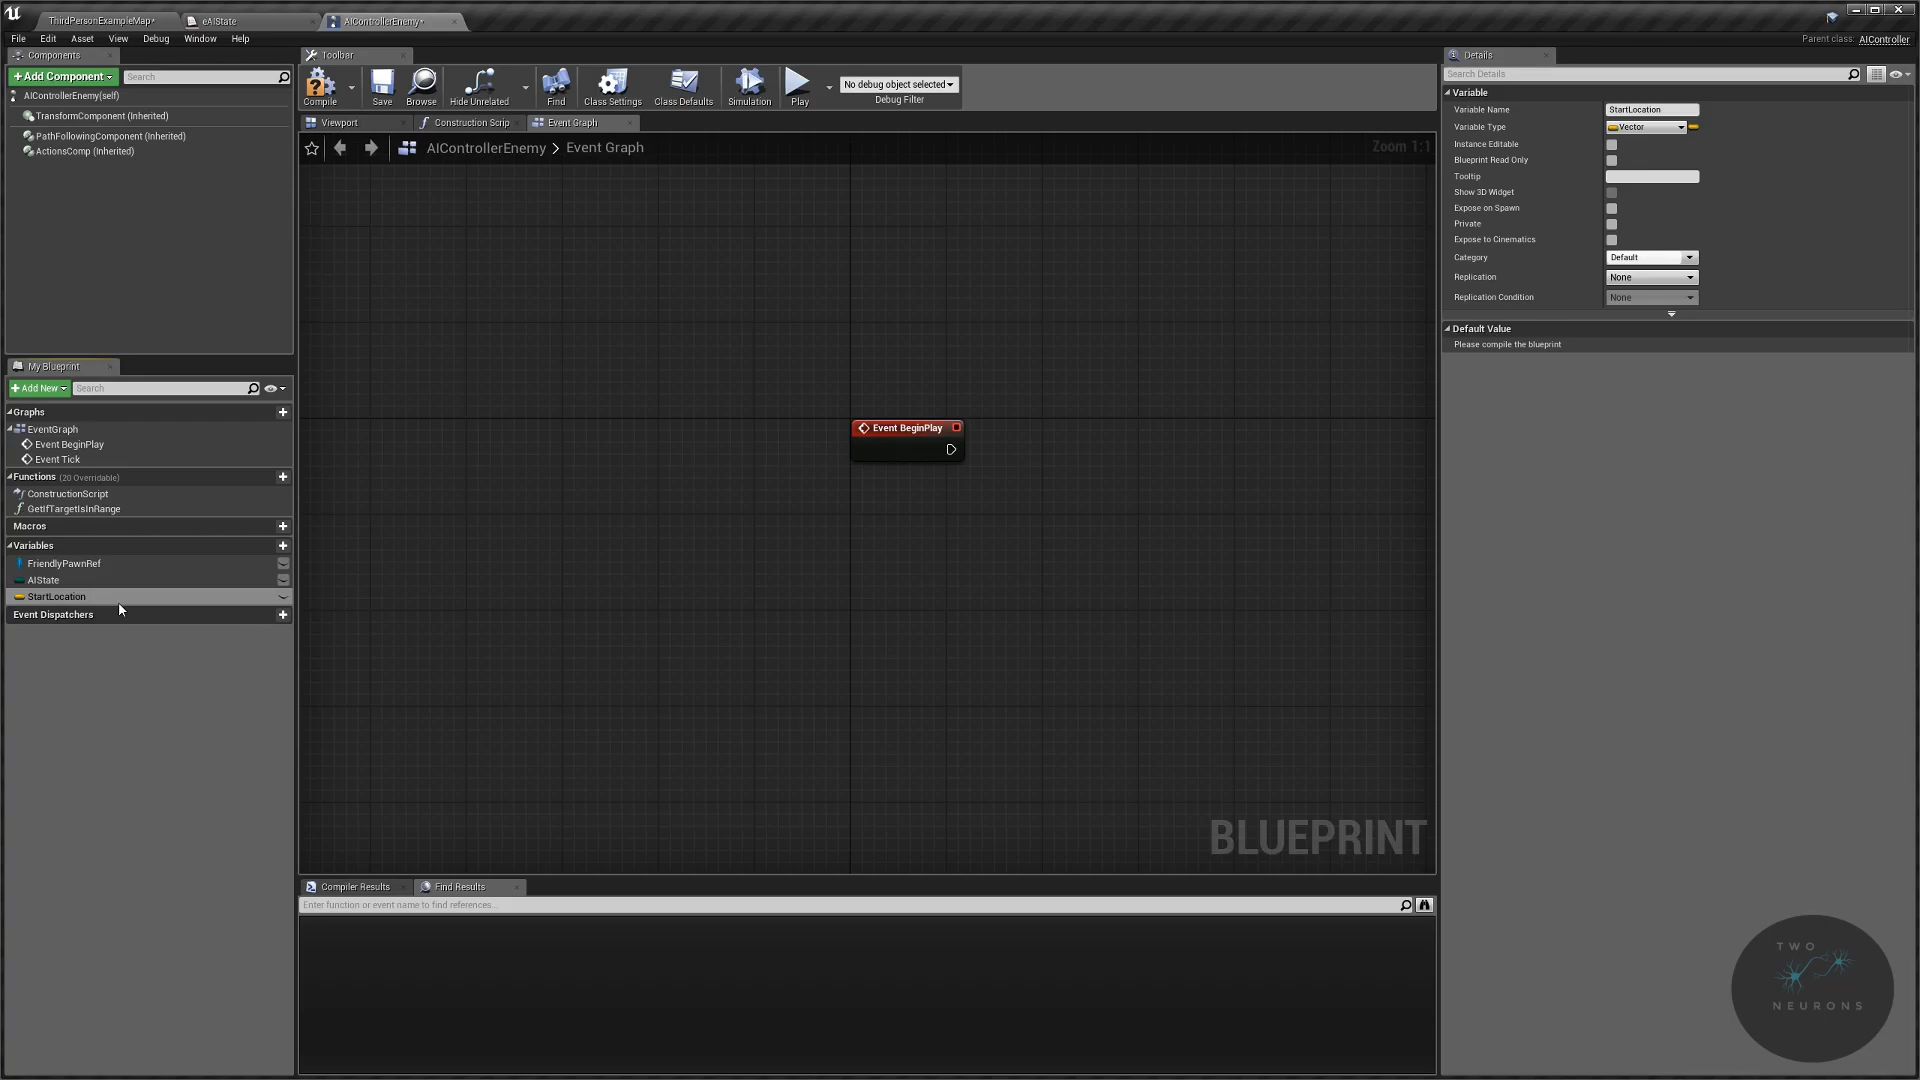 ThirdPersonExampleMap*
eAIState
AIControllerEnemy*
File Edit Asset View Debug Window Help
Parent class: AIController
Components
+Add Component
Search
AIControllerEnemy(self)
TransformComponent (Inherited)
PathFollowingComponent (Inherited)
ActionsComp (Inherited)
My Blueprint
+Add New
Search
Graphs
EventGraph
Event BeginPlay
Event Tick
Functions (20 Overridable)
ConstructionScript
GetIfTargetIsInRange
Macros
Variables
FriendlyPawnRef
AIState
StartLocation
Event Dispatchers
Toolbar
Compile
Save
Browse
Hide Unrelated
Find
Class Settings
Class Defaults
Simulation
Play
No debug object selected
Debug Filter
Viewport
Construction Scrip
Event Graph
AIControllerEnemy > Event Graph
Zoom 1:1
Event BeginPlay
BLUEPRINT
Compiler Results
Find Results
Enter function or event name to find references...
Details
Search Details
Variable
Variable Name StartLocation
Variable Type Vector
Instance Editable
Blueprint Read Only
Tooltip
Show 3D Widget
Expose on Spawn
Private
Expose to Cinematics
Category Default
Replication None
Replication Condition None
Default Value
Please compile the blueprint
TWO
NEURONS